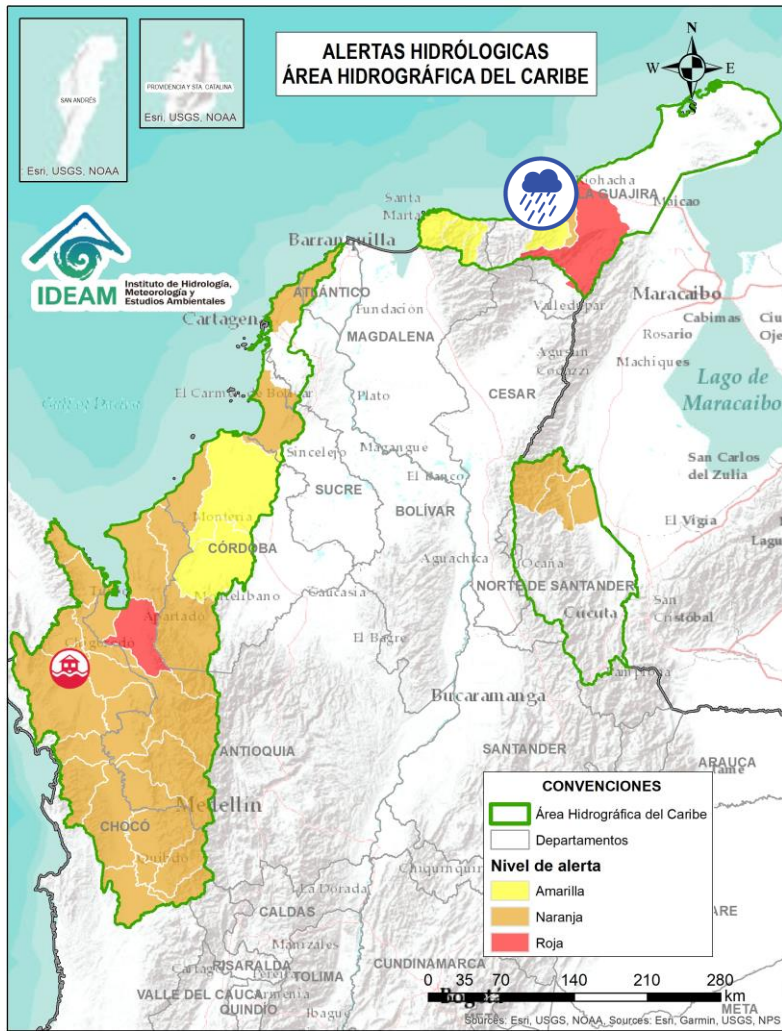 ALERTAS HIDRÓLOGICAS
ÁREA HIDROGRÁFICA DEL CARIBE
N
W
E
S
SAN ANDRÉS
PROVIDENCIA Y STA. CATALINA
Esri, USGS, NOAA
Esri, USGS, NOAA
LA GUAJIRA
Maicao
Santa
Marta
Barranquilla
IDEAM
Instituto de Hidrología,
Meteorología y
Estudios Ambientales
ATLÁNTICO
Cartagena
Fundación
Valledupar
Maracaibo
Cabimas
MAGDALENA
Rosario
Agustín
Codazzi
Machiques
CESAR
Lago de
Maracaibo
El Carmen de Bolívar
Plato
Sincelejo
Magangue
San Carlos
del Zulia
El Banco
SUCRE
BOLÍVAR
Montería
El Vigía
CÓRDOBA
Aguachica
Ocaña
NORTE DE SANTANDER
Montelíbano
Caucasia
Cucuta
San
Cristóbal
Apartado
El Bagre
Bucaramanga
ANTIOQUIA
SANTANDER
ARAUCA
Medellín
CHOCÓ
Quibdó
La Dorada
CALDAS
Manizales
RISARALDA
TOLIMA
CUNDINAMARCA
VALLE DEL CAUCA
Armenia
QUINDÍO
Ibagué
Bogotá
META
META
CONVENCIONES
Área Hidrográfica del Caribe
Departamentos
Nivel de alerta
Amarilla
Naranja
Roja
0 35 70 140 210 280
km
Sources: Esri, USGS, NOAA, Sources: Esri, Garmin, USGS, NPS